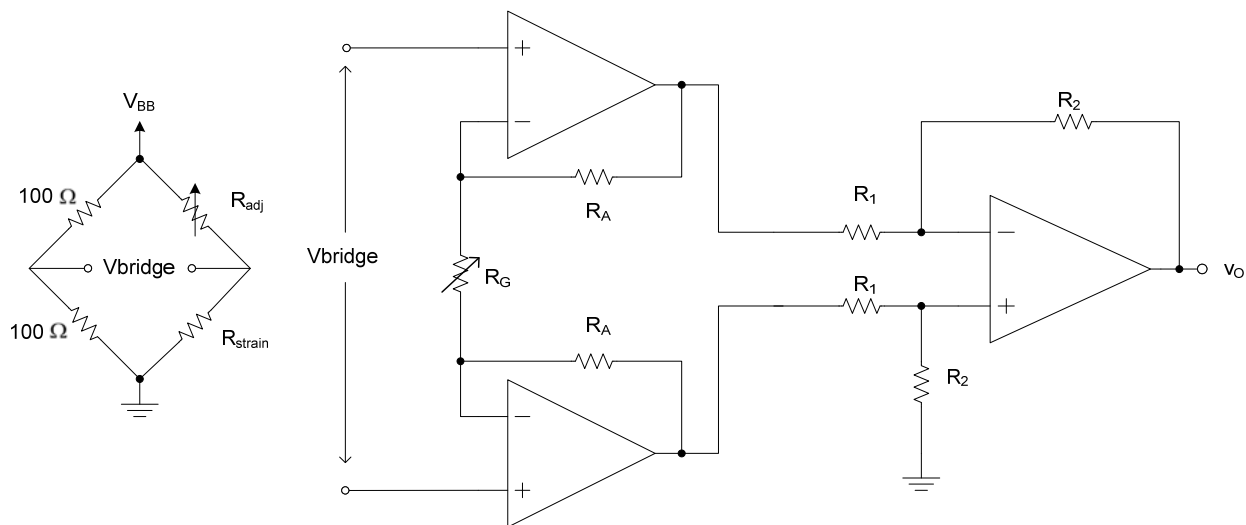 V_BB
100 Ω
R_adj
Vbridge
100 Ω
R_strain
Vbridge
+
−
R_A
R_G
R_A
−
+
R_2
R_1
−
R_1
+
v_O
R_2